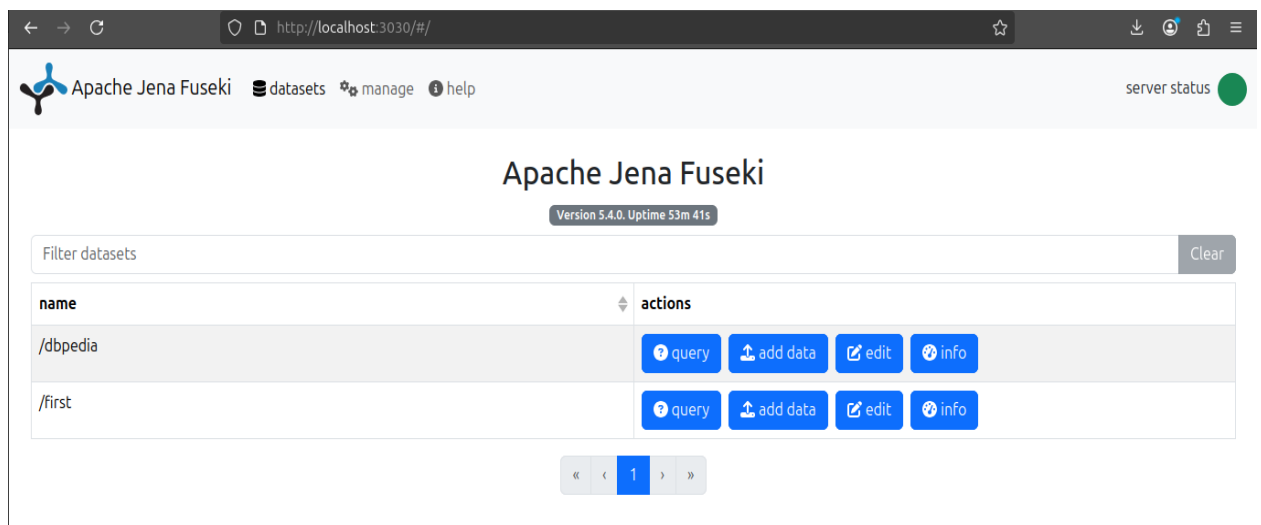 http://localhost:3030/#/
Apache Jena Fuseki datasets manage help server status
Apache Jena Fuseki
Version 5.4.0. Uptime 53m 41s
Filter datasets Clear
name actions
/dbpedia query add data edit info
/first query add data edit info
« ‹ 1 › »